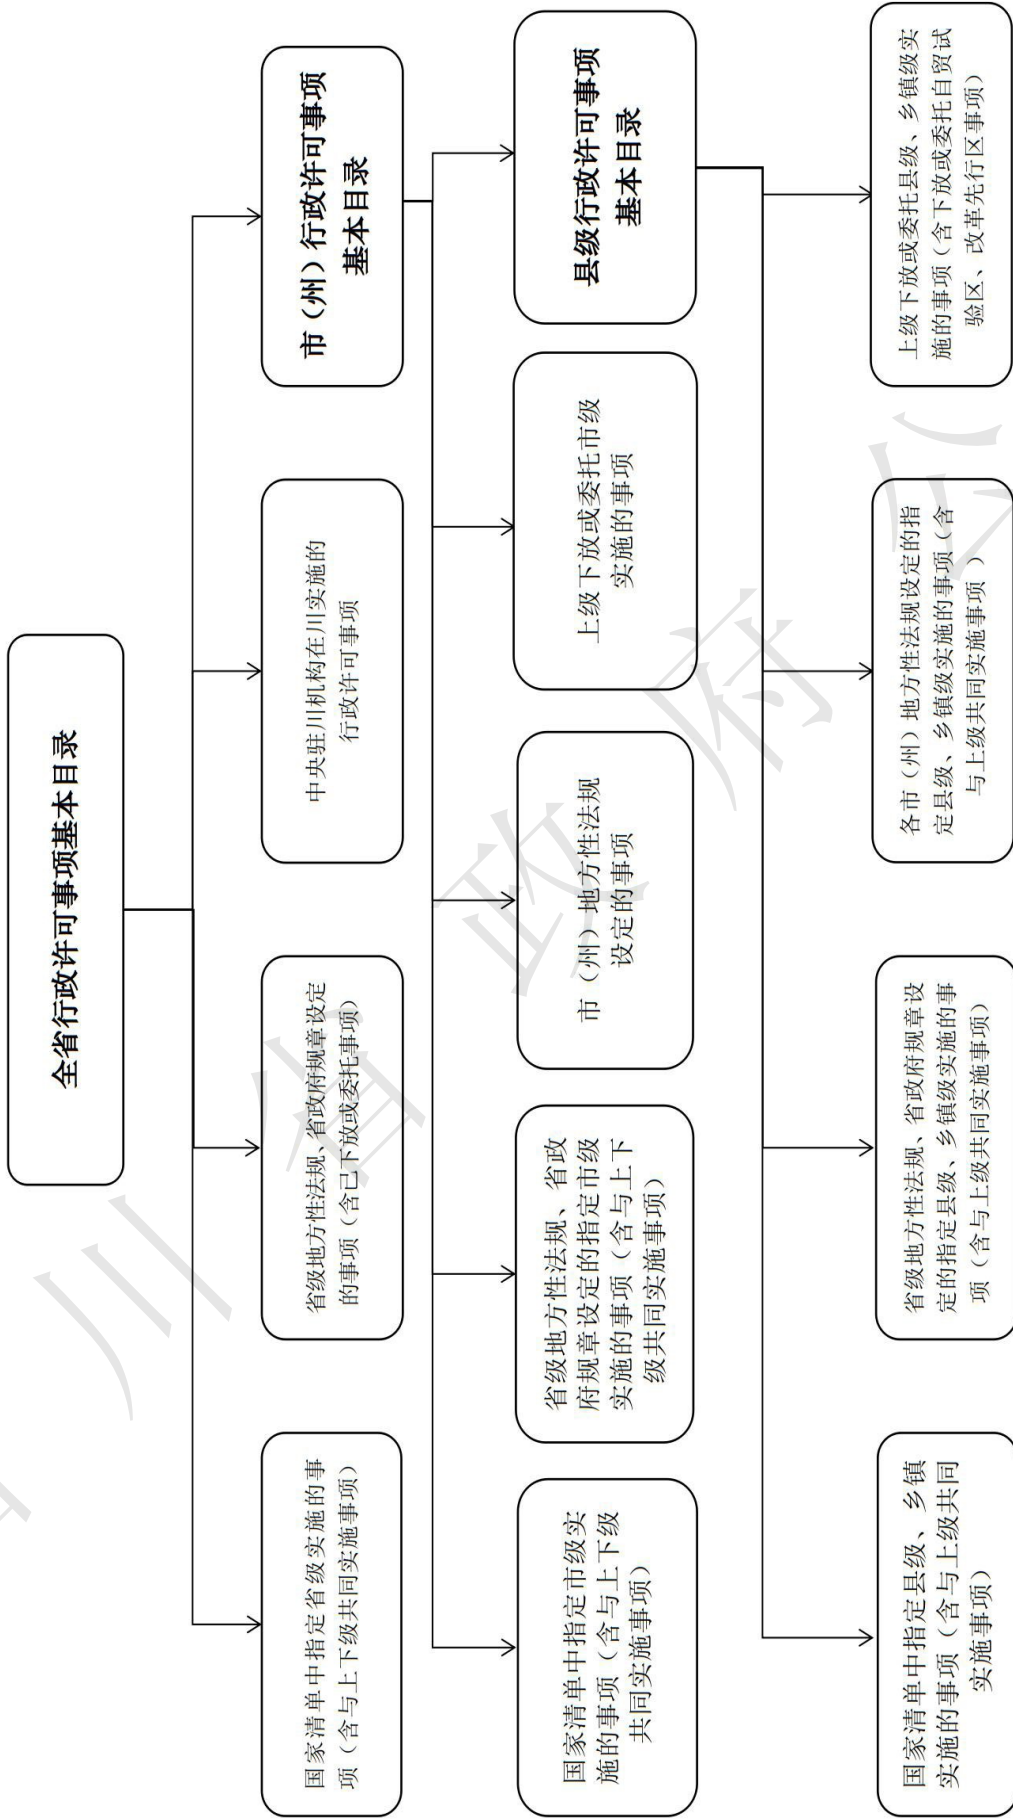 全省行政许可事项基本目录
国家清单中指定省级实施的事
项（含与上下级共同实施事项）
省级地方性法规、省政府规章设定
的事项（含已下放或委托事项）
中央驻川机构在川实施的
行政许可事项
市（州）行政许可事项
基本目录
国家清单中指定市级实
施的事项（含与上下级
共同实施事项）
省级地方性法规、省政
府规章设定的指定市级
实施的事项（含与上下
级共同实施事项）
市（州）地方性法规
设定的事项
上级下放或委托市级
实施的事项
县级行政许可事项
基本目录
国家清单中指定县级、乡镇
实施的事项（含与上级共同
实施事项）
省级地方性法规、省政府规章设
定的指定县级、乡镇级实施的事
项（含与上级共同实施事项）
各市（州）地方性法规设定的指
定县级、乡镇级实施的事项（含
与上级共同实施事项 ）
上级下放或委托县级、乡镇级实
施的事项（含下放或委托自贸试
验区、改革先行区事项）
川省政府公